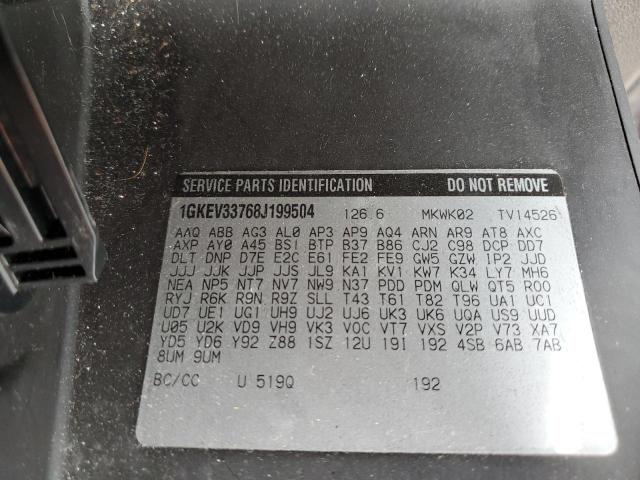 SERVICE PARTS IDENTIFICATION DO NOT REMOVE
1GKEV33768J199504 126.6 MKWK02 TV14526
AAQ ABB AG3 AL0 AP3 AP9 AQ4 ARN AR9 AT8 AXC
AXP AY0 A45 BS1 BTP B37 B86 CJ2 C98 DCP DD7
DLT DNP D7E E2C E61 FE2 FE9 GW5 GZW 1P2 JJD
JJJ JJK JJP JJS JL9 KA1 KV1 KW7 K34 LY7 MH6
NEA NP5 NT7 NV7 NW9 N37 PDD PDM QLW QT5 R00
RYJ R6K R9N R9Z SLL T43 T61 T82 T96 UA1 UC1
UD7 UE1 UG1 UH9 UJ2 UJ6 UK3 UK6 UQA US9 UUD
U05 U2K VD9 VH9 VK3 VOC VT7 VXS V2P V73 XA7
YD5 YD6 Y92 Z88 1SZ 12U 19I 192 4SB 6AB 7AB
8UM 9UM
BC/CC U 519Q 192